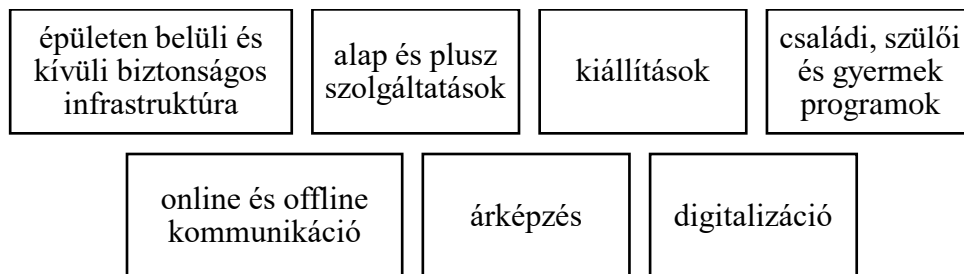 épületen belüli és
kívüli biztonságos
infrastruktúra
alap és plusz
szolgáltatások
kiállítások
családi, szülői
és gyermek
programok
online és offline
kommunikáció
árképzés
digitalizáció